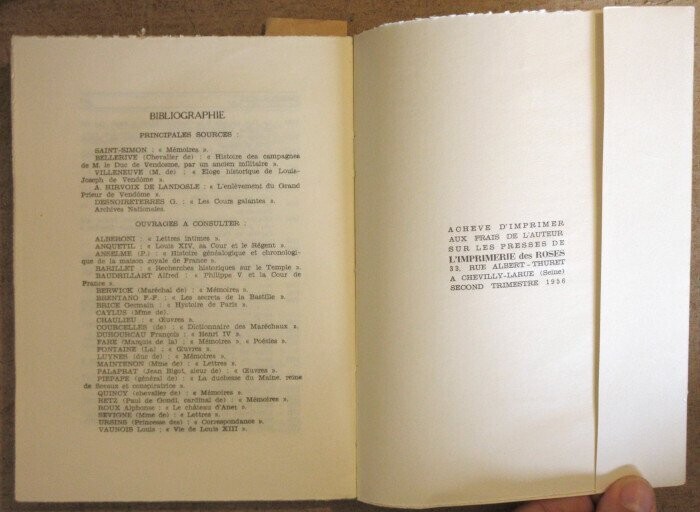 BIBLIOGRAPHIE
PRINCIPALES SOURCES :
SAINT-SIMON : « Mémoires ».
BELLERIVE (Chevalier de) : « Histoire des campagnes
de M. le Duc de Vendosme, par un ancien militaire ».
VILLENEUVE (M. de) : « Eloge historique de Louis-
Joseph de Vendôme ».
A. HIRVOIX DE LANDOSLE : « L'enlèvement du Grand
Prieur de Vendôme ».
DESNOIRETERRES G. : « Les Cours galantes ».
Archives Nationales.
OUVRAGES A CONSULTER :
ALBERONI : « Lettres intimes ».
ANQUETIL : « Louis XIV, sa Cour et le Régent ».
ANSELME (P.) : « Histoire généalogique et chronologi-
que de la maison royale de France ».
BARILLET : « Recherches historiques sur le Temple ».
BAUDRILLART Alfred : « Philippe V et la Cour de
France ».
BERWICK (Maréchal de) : « Mémoires ».
BRENTANO F.-F. : « Les secrets de la Bastille ».
BRICE Germain : « Histoire de Paris ».
CAYLUS (Mme de).
CHAULIEU : « Œuvres ».
COURCELLES (de) : « Dictionnaire des Maréchaux ».
DUHOURCAU François : « Henri IV ».
FARE (Marquis de la) : « Mémoires ». « Poésies ».
FONTAINE (La) : « Œuvres ».
LUYNES (duc de) : « Mémoires ».
MAINTENON (Mme de) : « Lettres ».
PALAPRAT (Jean Bigot, sieur de) : « Œuvres ».
PIEPAPE (général de) : « La duchesse du Maine, reine
de Sceaux et conspiratrice ».
QUINCY (chevalier de) : « Mémoires ».
RETZ (Paul de Gondi, cardinal de) : « Mémoires ».
ROUX Alphonse : « Le château d'Anet ».
SEVIGNE (Mme de) : « Lettres ».
URSINS (Princesse des) : « Correspondance ».
VAUNOIS Louis : « Vie de Louis XIII ».
ACHEVE D'IMPRIMER
AUX FRAIS DE L'AUTEUR
SUR LES PRESSES DE
L'IMPRIMERIE des ROSES
33, RUE ALBERT-THURET
A CHEVILLY-LARUE (Seine)
SECOND TRIMESTRE 1956